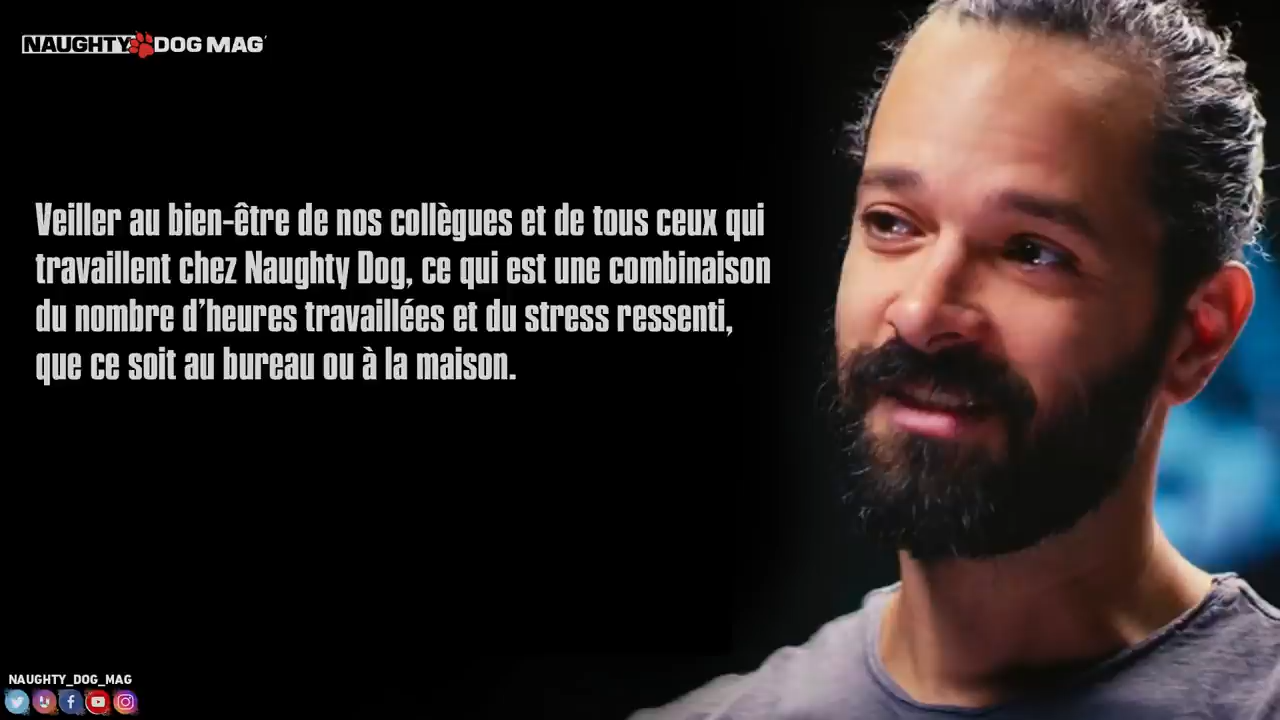 NAUGHTY DOG MAG
Veiller au bien-être de nos collègues et de tous ceux qui
travaillent chez Naughty Dog, ce qui est une combinaison
du nombre d’heures travaillées et du stress ressenti,
que ce soit au bureau ou à la maison.
NAUGHTY_DOG_MAG